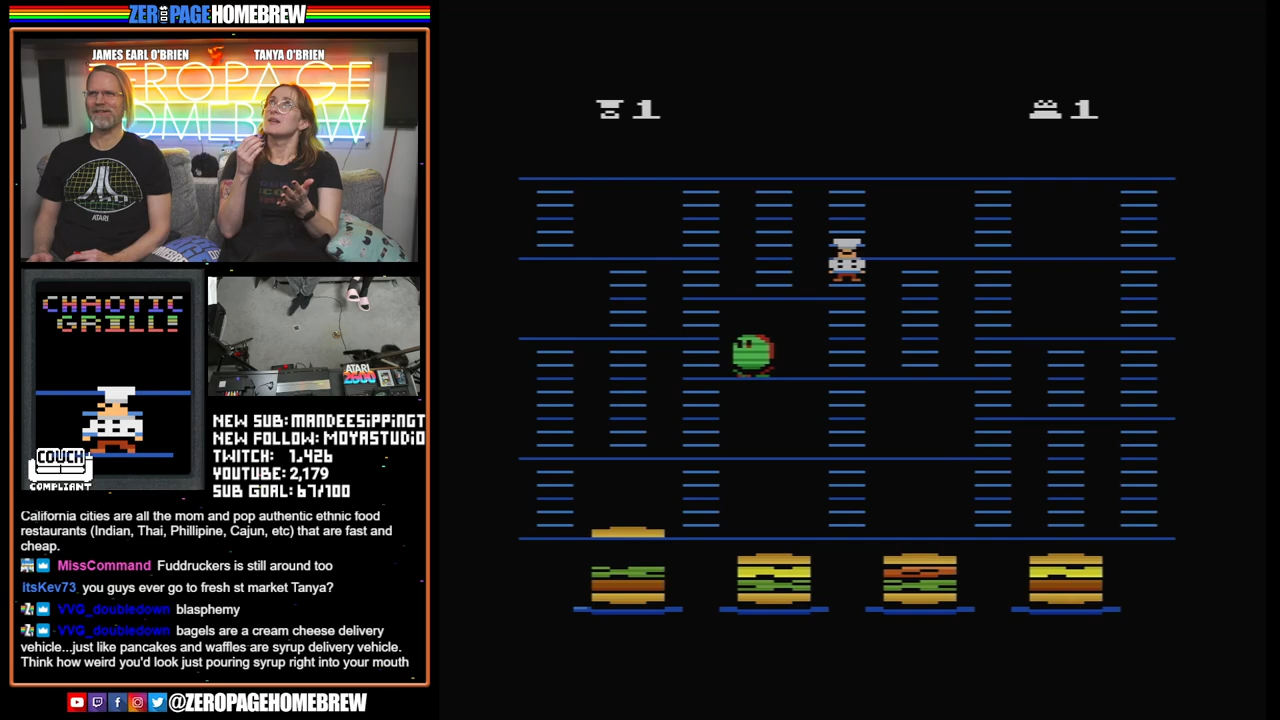 ZEROPAGE HOMEBREW
JAMES EARL O'BRIEN
TANYA O'BRIEN
ZEROPAGE
HOMEBREW
ATARI
1
1
CHAOTIC
GRILL!
COUCH
COMPLIANT
ATARI
2600
NEW SUB: MANDEESIPPINGT
NEW FOLLOW: MOYASTUDIO
TWITCH: 1,426
YOUTUBE: 2,179
SUB GOAL: 67/100
California cities are all the mom and pop authentic ethnic food
restaurants (Indian, Thai, Phillipine, Cajun, etc) that are fast and
cheap.
MissCommand Fuddruckers is still around too
ItsKev73 you guys ever go to fresh st market Tanya?
VVG_doubledown blasphemy
VVG_doubledown bagels are a cream cheese delivery
vehicle...just like pancakes and waffles are syrup delivery vehicle.
Think how weird you'd look just pouring syrup right into your mouth
@ZEROPAGEHOMEBREW